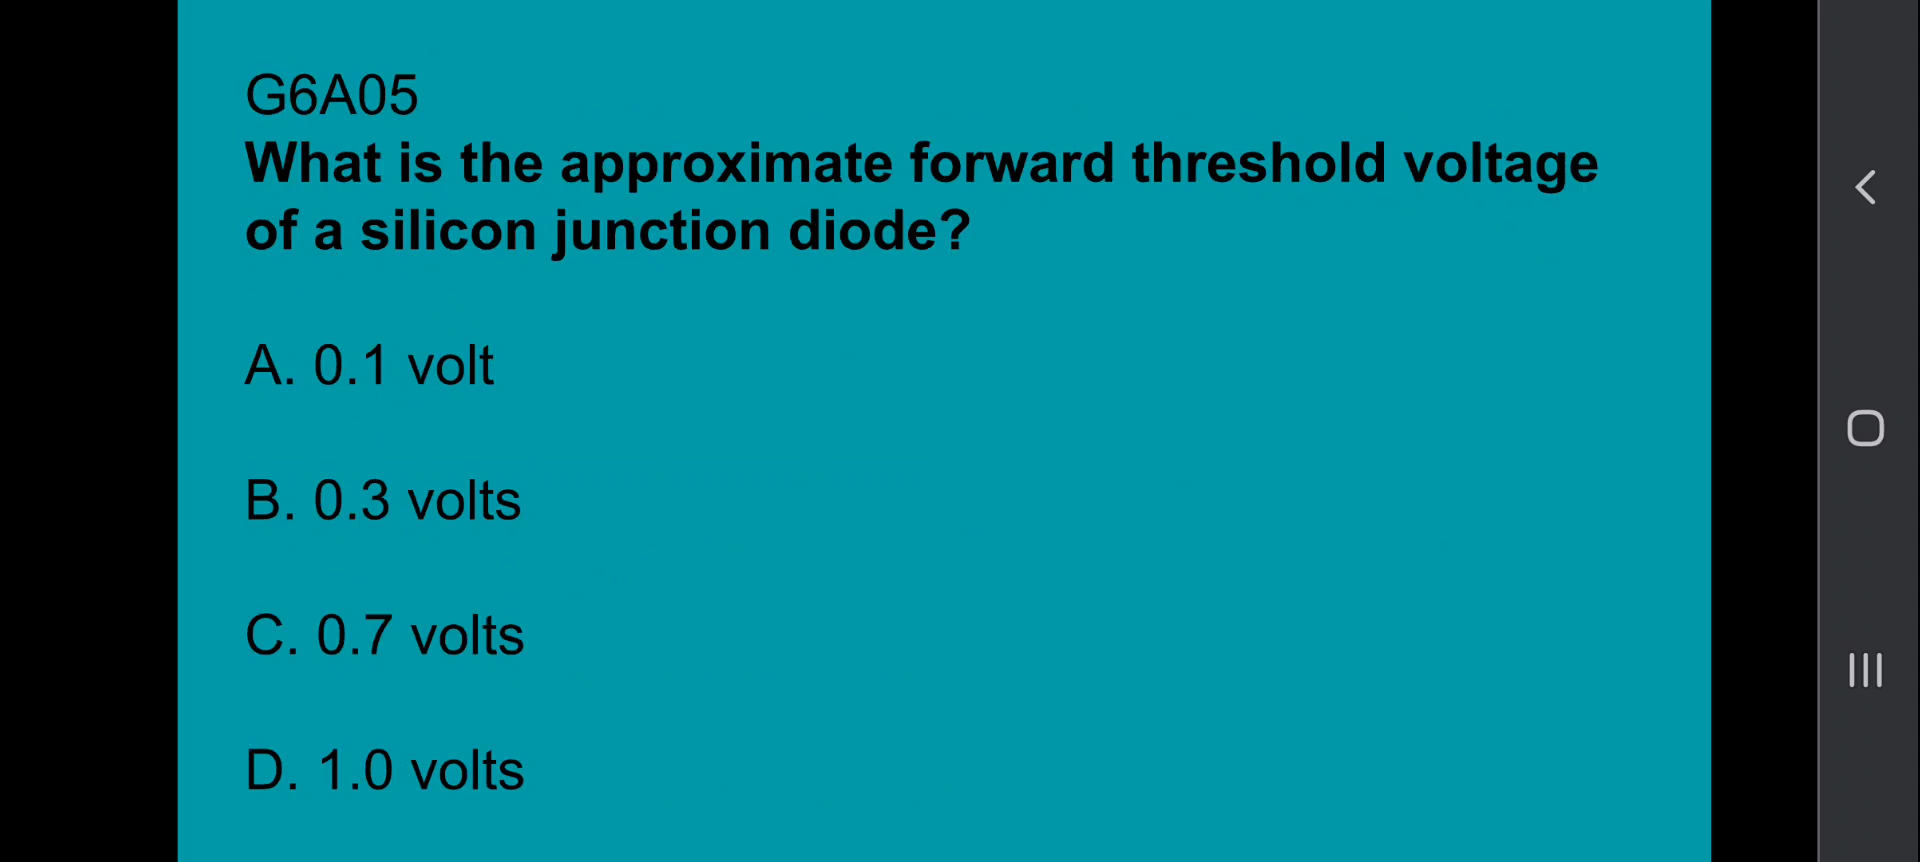 G6A05
What is the approximate forward threshold voltage
of a silicon junction diode?
A. 0.1 volt
B. 0.3 volts
C. 0.7 volts
D. 1.0 volts